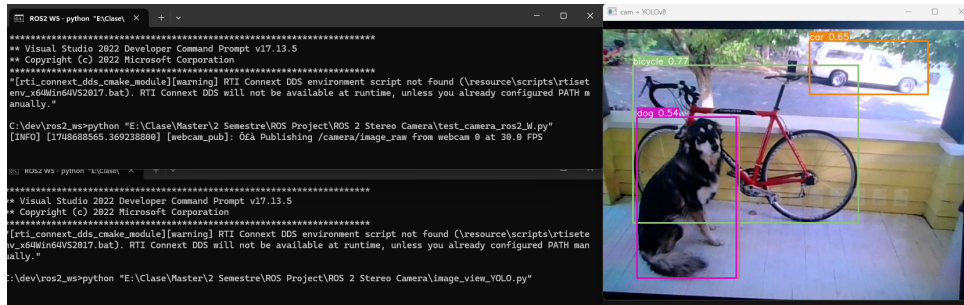 ROS2 WS - python "E:\Clase\
**********************************************************************
** Visual Studio 2022 Developer Command Prompt v17.13.5
** Copyright (c) 2022 Microsoft Corporation
**********************************************************************
"[rti_connext_dds_cmake_module][warning] RTI Connext DDS environment script not found (\resource\scripts\rtiset
env_x64Win64VS2017.bat). RTI Connext DDS will not be available at runtime, unless you already configured PATH m
anually."
C:\dev\ros2_ws>python "E:\Clase\Master\2 Semestre\ROS Project\ROS 2 Stereo Camera\test_camera_ros2_W.py"
[INFO] [1748688565.369238800] [webcam_pub]: Ô£à Publishing /camera/image_raw from webcam 0 at 30.0 FPS
ROS2 WS - python "E:\Clase\
**********************************************************************
** Visual Studio 2022 Developer Command Prompt v17.13.5
** Copyright (c) 2022 Microsoft Corporation
**********************************************************************
"[rti_connext_dds_cmake_module][warning] RTI Connext DDS environment script not found (\resource\scripts\rtisete
nv_x64Win64VS2017.bat). RTI Connext DDS will not be available at runtime, unless you already configured PATH man
ually."
C:\dev\ros2_ws>python "E:\Clase\Master\2 Semestre\ROS Project\ROS 2 Stereo Camera\image_view_YOLO.py"
cam + YOLOv8
car 0.65
bicycle 0.77
dog 0.54